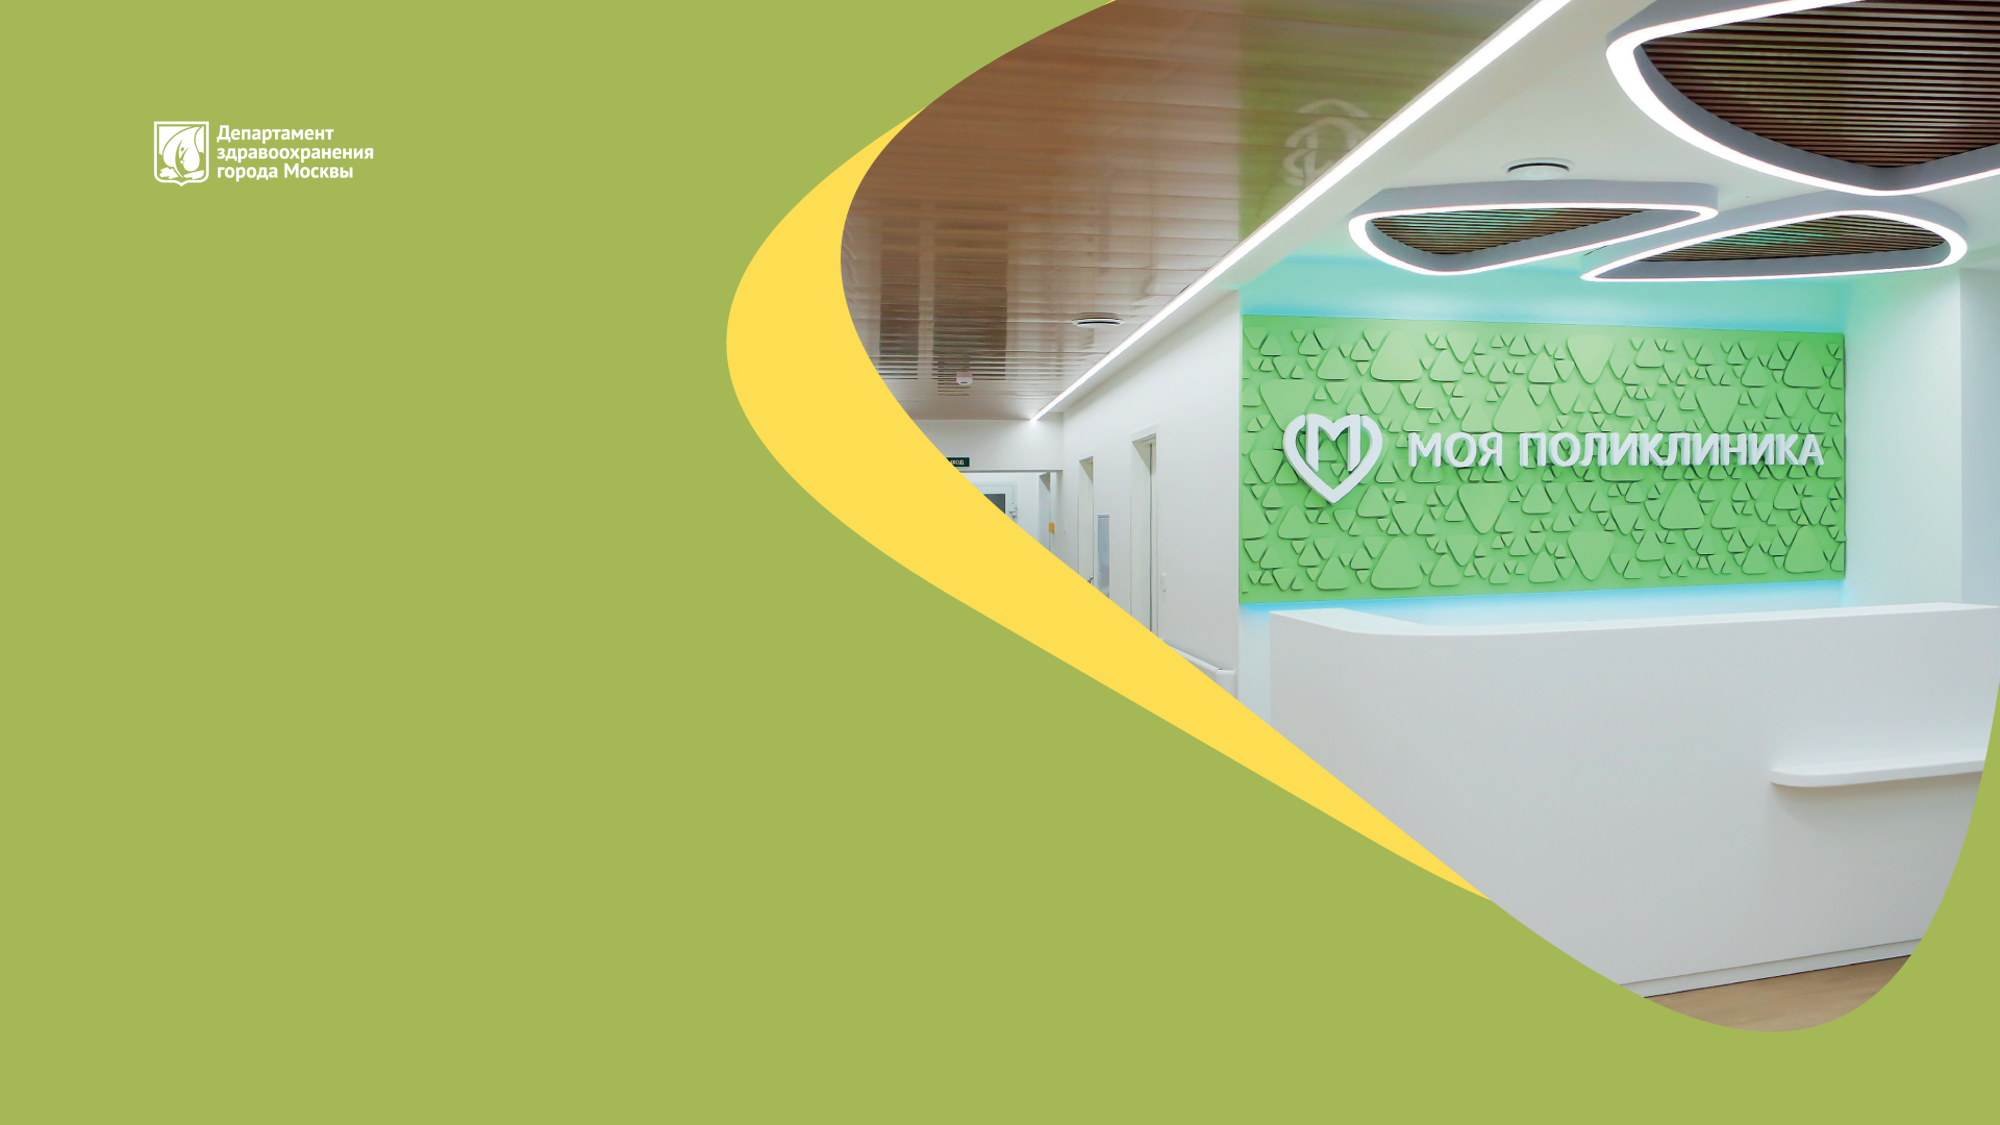 Департамент
здравоохранения
города Москвы
МОЯ ПОЛИКЛИНИКА